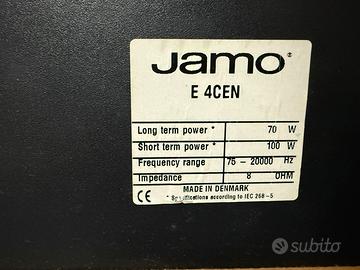 Jamo®
E 4CEN
Long term power * 70 W
Short term power * 100 W
Frequency range 75 - 20000 Hz
Impedance 8 OHM
CE MADE IN DENMARK
* Specifications according to IEC 268-5
subito